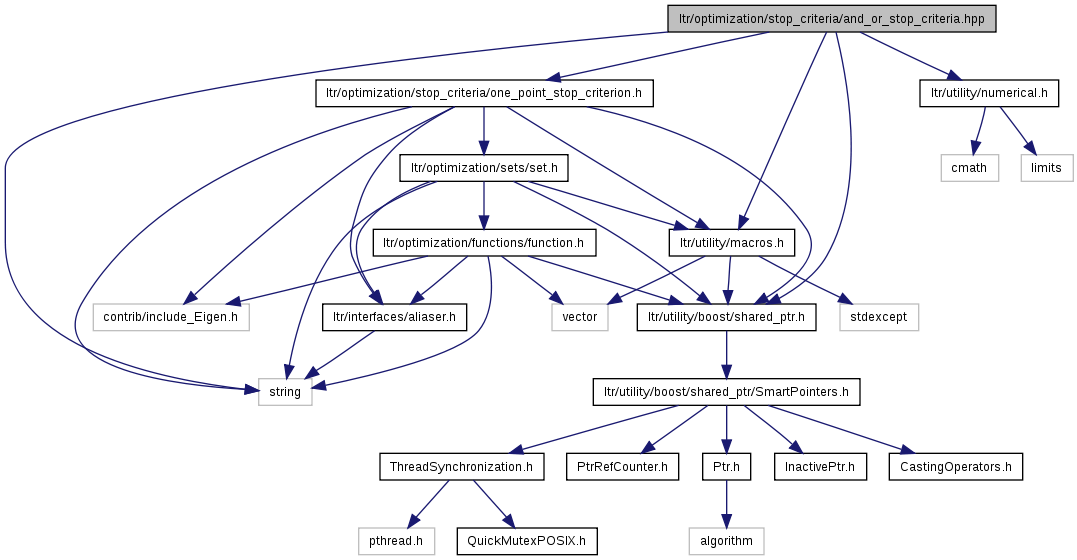 ltr/optimization/stop_criteria/and_or_stop_criteria.hpp
ltr/optimization/stop_criteria/one_point_stop_criterion.h
ltr/utility/numerical.h
ltr/optimization/sets/set.h
cmath
limits
ltr/optimization/functions/function.h
ltr/utility/macros.h
contrib/include_Eigen.h
ltr/interfaces/aliaser.h
vector
ltr/utility/boost/shared_ptr.h
stdexcept
string
ltr/utility/boost/shared_ptr/SmartPointers.h
ThreadSynchronization.h
PtrRefCounter.h
Ptr.h
InactivePtr.h
CastingOperators.h
pthread.h
QuickMutexPOSIX.h
algorithm